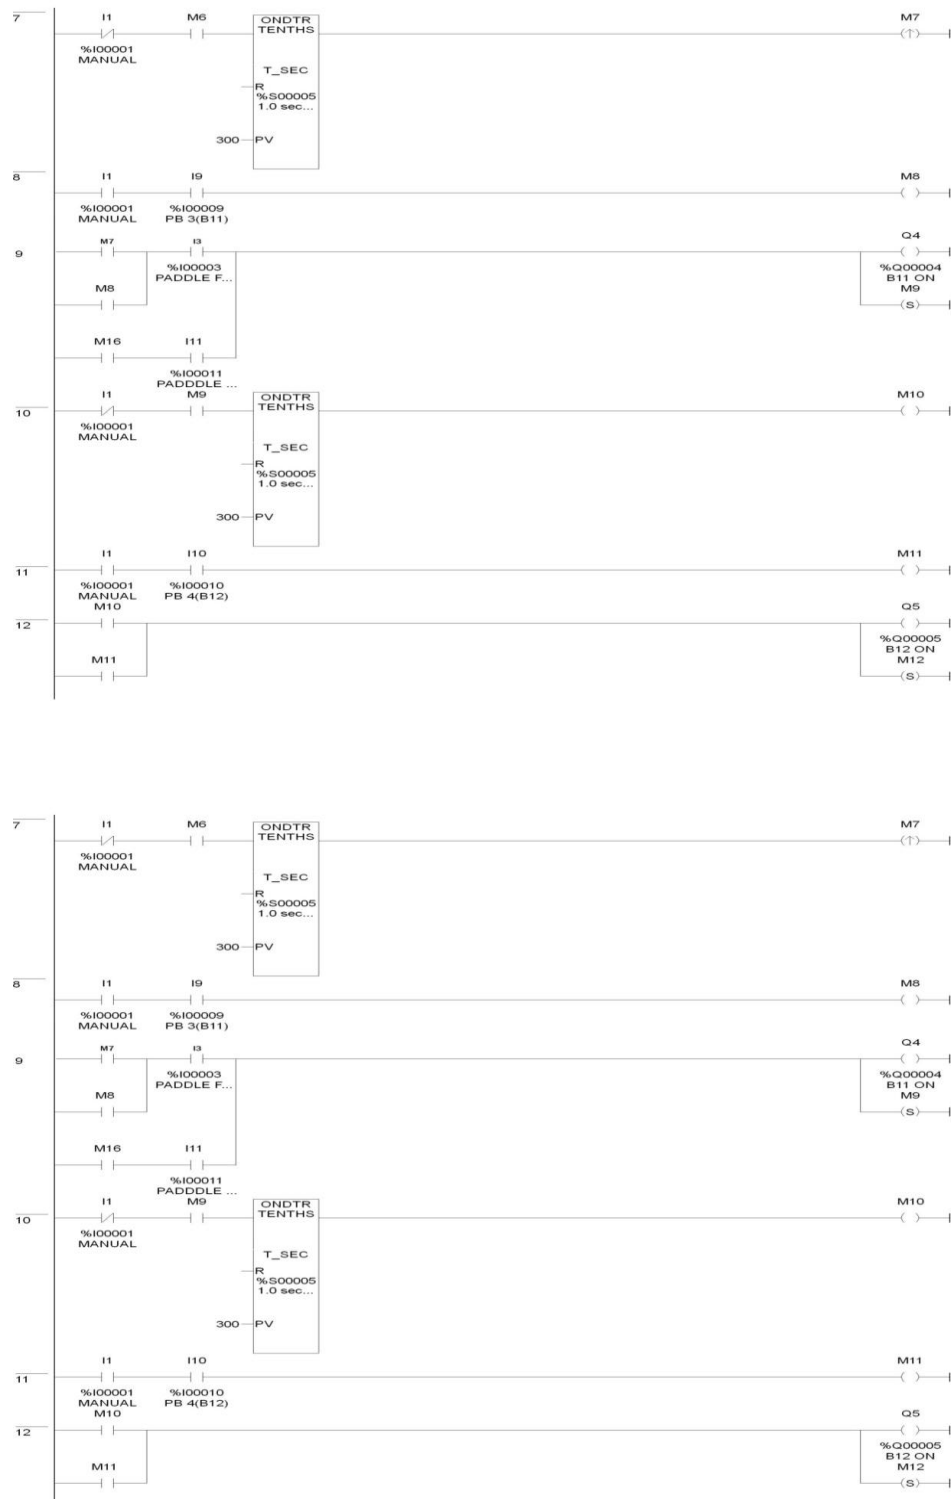 7 I1 M6 ONDTR M7
TENTHS
%I00001
MANUAL
T_SEC
R
%S00005
1.0 sec...
300 PV
8 I1 I9 M8
%I00001 %I00009
MANUAL PB 3(B11)
9 M7 I3 Q4
%I00003 %Q00004
PADDLE F... B11 ON
M8 M9
S
M16 I11
%I00011
PADDDLE ...
10 I1 M9 ONDTR M10
TENTHS
%I00001
MANUAL
T_SEC
R
%S00005
1.0 sec...
300 PV
11 I1 I10 M11
%I00001 %I00010
MANUAL PB 4(B12)
12 M10 Q5
%Q00005
B12 ON
M11 M12
S
7 I1 M6 ONDTR M7
TENTHS
%I00001
MANUAL
T_SEC
R
%S00005
1.0 sec...
300 PV
8 I1 I9 M8
%I00001 %I00009
MANUAL PB 3(B11)
9 M7 I3 Q4
%I00003 %Q00004
PADDLE F... B11 ON
M8 M9
S
M16 I11
%I00011
PADDDLE ...
10 I1 M9 ONDTR M10
TENTHS
%I00001
MANUAL
T_SEC
R
%S00005
1.0 sec...
300 PV
11 I1 I10 M11
%I00001 %I00010
MANUAL PB 4(B12)
12 M10 Q5
%Q00005
B12 ON
M11 M12
S